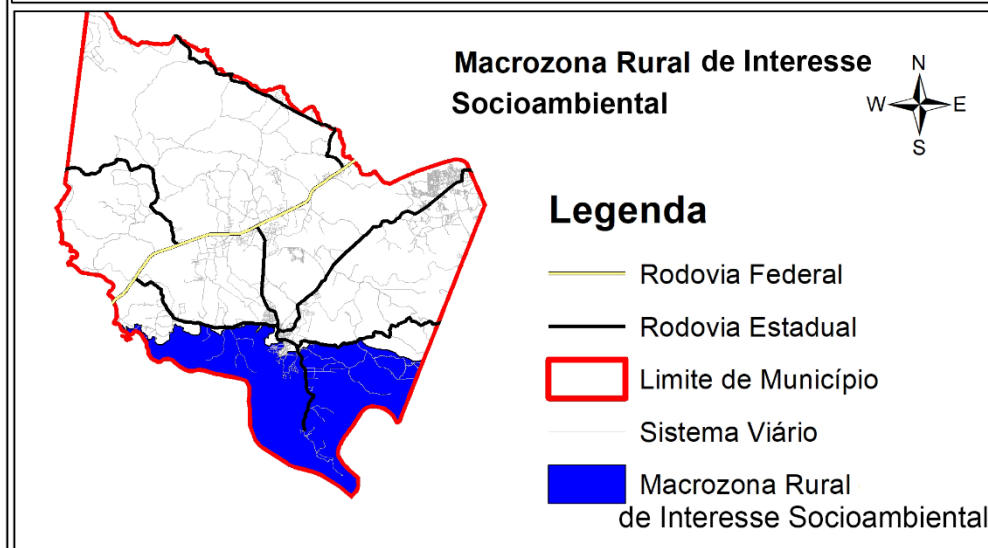 Macrozona Rural de Interesse
Socioambiental
N
W E
S
Legenda
Rodovia Federal
Rodovia Estadual
Limite de Município
Sistema Viário
Macrozona Rural
de Interesse Socioambiental